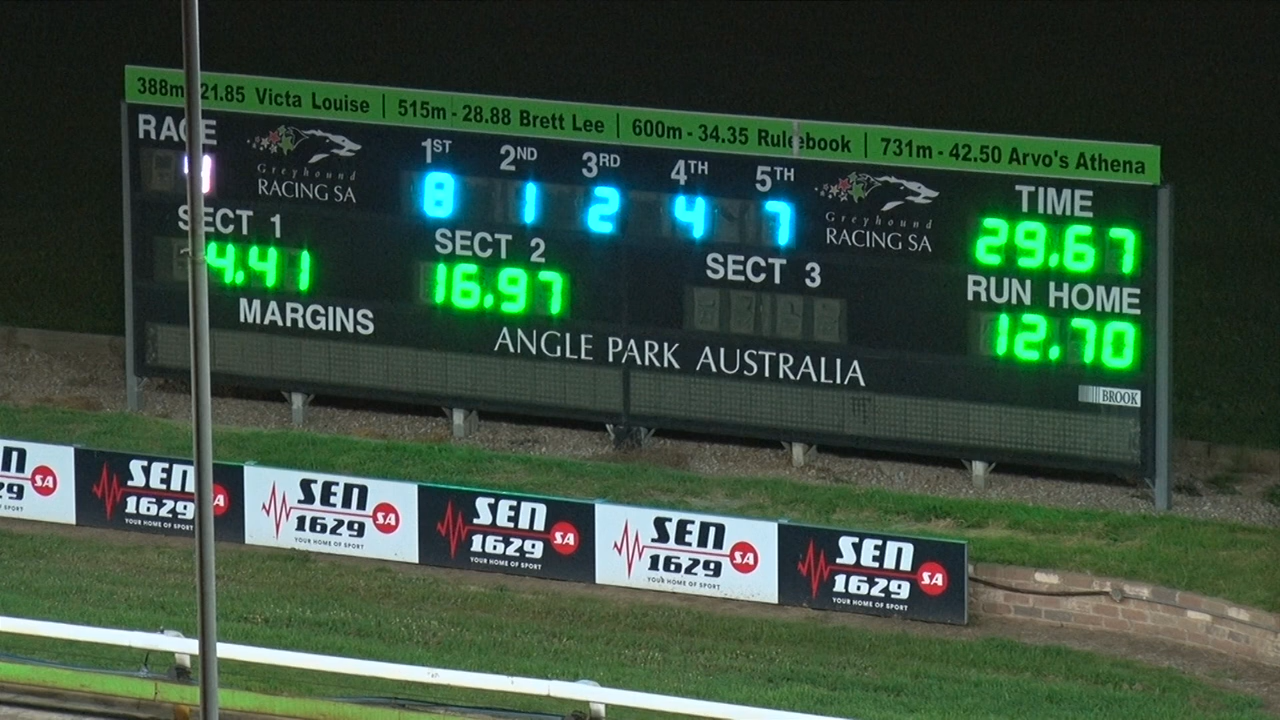 388m 21.85 Victa Louise | 515m - 28.88 Brett Lee | 600m - 34.35 Rulebook | 731m - 42.50 Arvo's Athena
RACE
Greyhound
RACING SA
1ST 2ND 3RD 4TH 5TH
8 1 2 4 7
Greyhound
RACING SA
TIME
29.67
SECT 1
4.41
SECT 2
16.97
SECT 3
RUN HOME
12.70
MARGINS
ANGLE PARK AUSTRALIA
BROOK
SA
SEN
1629
YOUR HOME OF SPORT
SEN
1629 SA
YOUR HOME OF SPORT
SEN
1629 SA
YOUR HOME OF SPORT
SEN
1629 SA
YOUR HOME OF SPORT
SEN
1629 SA
YOUR HOME OF SPORT